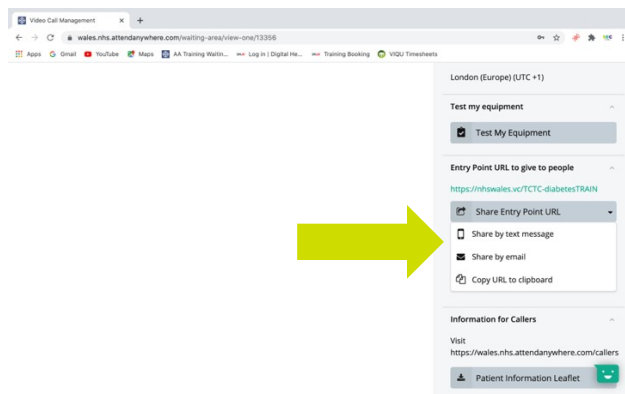 Video Call Management
wales.nhs.attendanywhere.com/waiting-area/view-one/13356
Apps Gmail YouTube Maps AA Training Waitin... Log in | Digital He... Training Booking VIQU Timesheets
London (Europe) (UTC +1)
Test my equipment
Test My Equipment
Entry Point URL to give to people
https://nhswales.vc/TCTC-diabetesTRAIN
Share Entry Point URL
Share by text message
Share by email
Copy URL to clipboard
Information for Callers
Visit
https://wales.nhs.attendanywhere.com/callers
Patient Information Leaflet